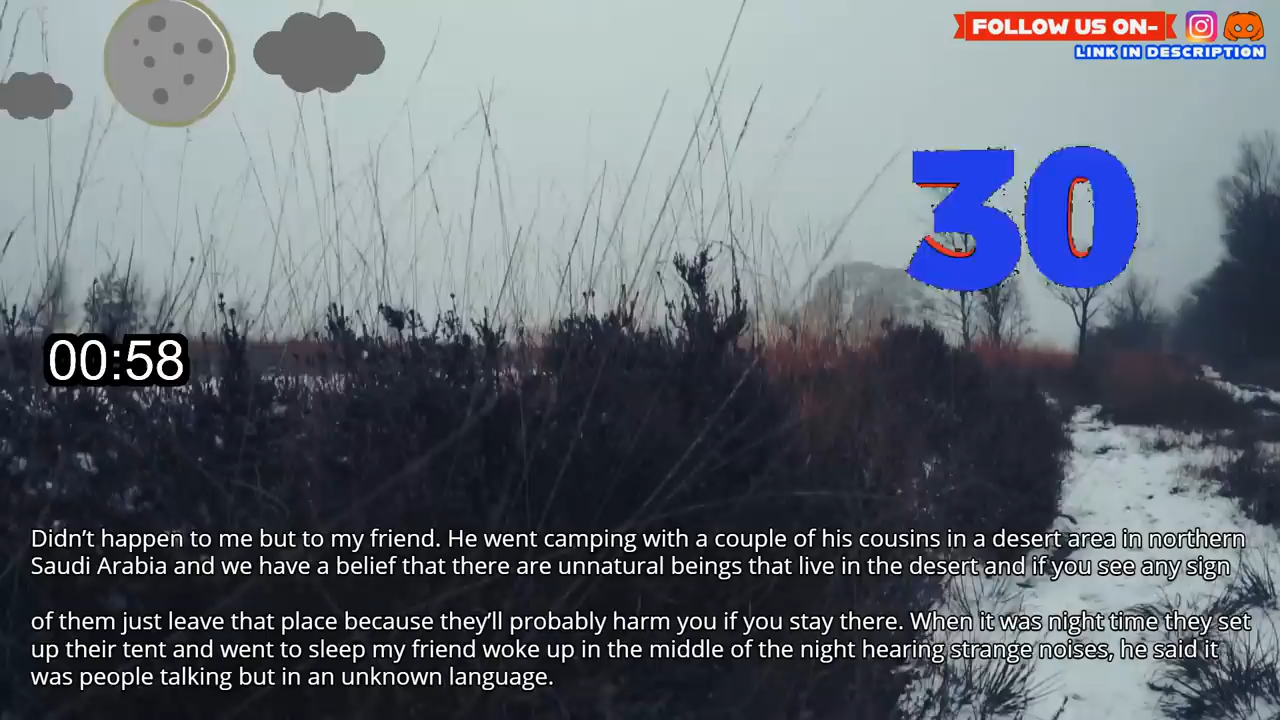 FOLLOW US ON-
LINK IN DESCRIPTION
30
00:58
Didn’t happen to me but to my friend. He went camping with a couple of his cousins in a desert area in northern
Saudi Arabia and we have a belief that there are unnatural beings that live in the desert and if you see any sign
of them just leave that place because they’ll probably harm you if you stay there. When it was night time they set
up their tent and went to sleep my friend woke up in the middle of the night hearing strange noises, he said it
was people talking but in an unknown language.